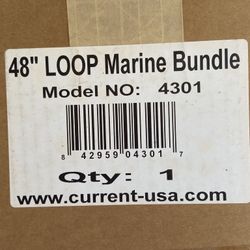 48" LOOP Marine Bundle
Model NO: 4301
8 42959 04301 7
Qty: 1
www.current-usa.com